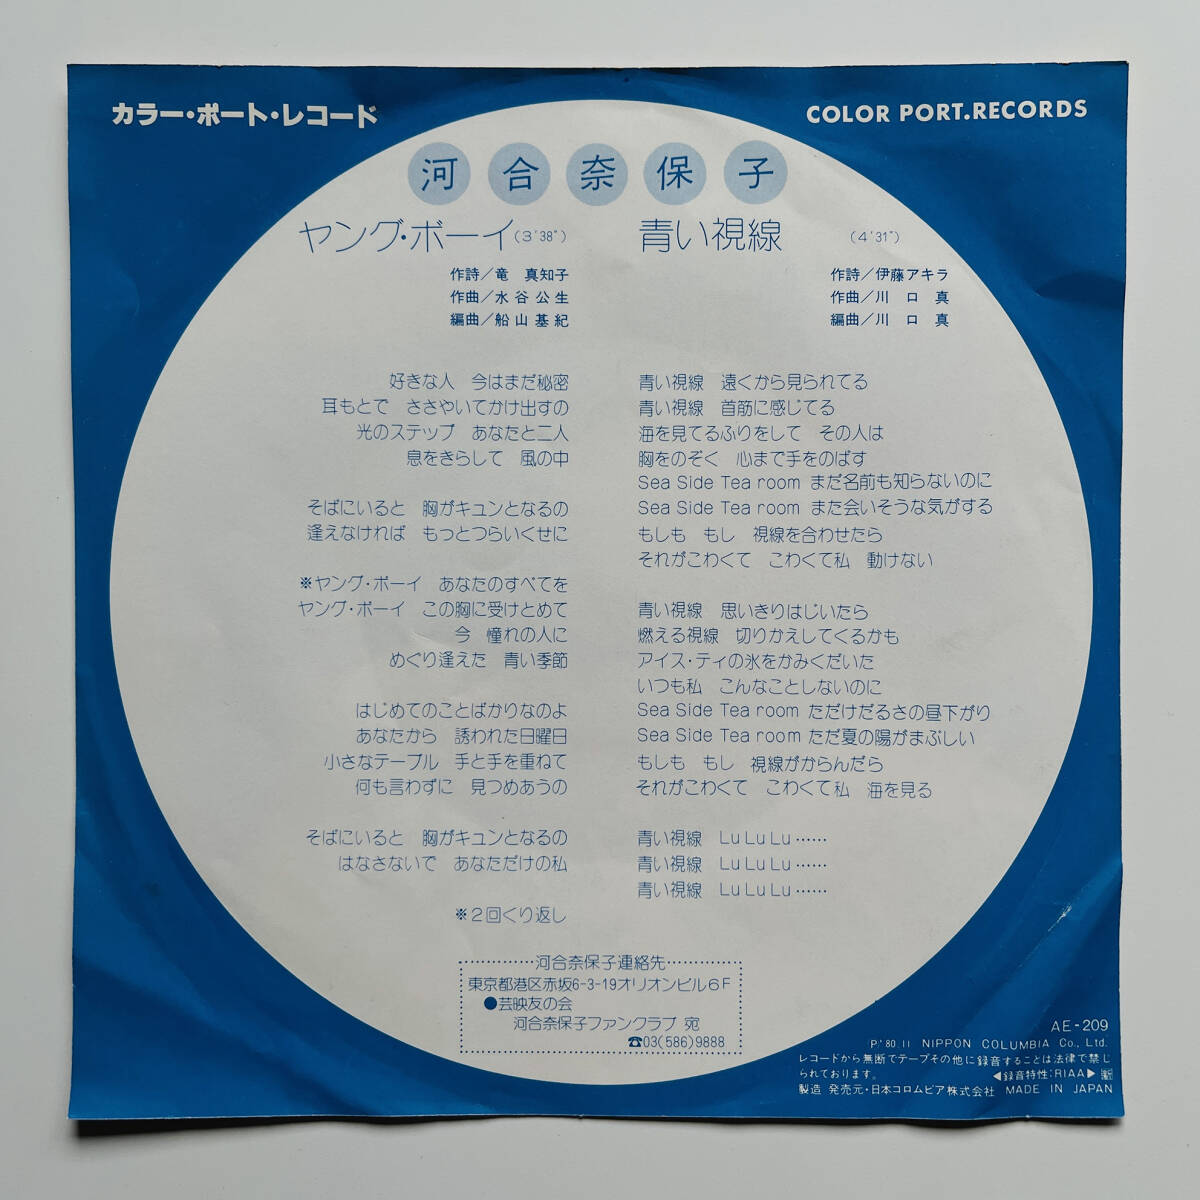 カラー・ポート・レコード
COLOR PORT.RECORDS
河合奈保子
ヤング・ボーイ(3'38")
作詩／竜 真知子
作曲／水谷公生
編曲／船山基紀
好きな人 今はまだ秘密
耳もとで ささやいてかけ出すの
光のステップ あなたと二人
息をきらして 風の中
そばにいると 胸がキュンとなるの
逢えなければ もっとつらいくせに
※ヤング・ボーイ あなたのすべてを
ヤング・ボーイ この胸に受けとめて
今 憧れの人に
めぐり逢えた 青い季節
はじめてのことばかりなのよ
あなたから 誘われた日曜日
小さなテーブル 手と手を重ねて
何も言わずに 見つめあうの
そばにいると 胸がキュンとなるの
はなさないで あなただけの私
※2回くり返し
青い視線 (4'31")
作詩／伊藤アキラ
作曲／川口真
編曲／川口真
青い視線 遠くから見られてる
青い視線 首筋に感じてる
海を見てるふりをして その人は
胸をのぞく 心まで手をのばす
Sea Side Tea room まだ名前も知らないのに
Sea Side Tea room また会いそうな気がする
もしも もし 視線を合わせたら
それがこわくて こわくて私 動けない
青い視線 思いきりはじいたら
燃える視線 切りかえしてくるかも
アイス・ティの氷をかみくだいた
いつも私 こんなことしないのに
Sea Side Tea room ただけだるさの昼下がり
Sea Side Tea room ただ夏の陽がまぶしい
もしも もし 視線がからんだら
それがこわくて こわくて私 海を見る
青い視線 LuLuLu……
青い視線 LuLuLu……
青い視線 LuLuLu……
河合奈保子連絡先
東京都港区赤坂6-3-19オリオンビル6F
●芸映友の会
河合奈保子ファンクラブ 宛
☎03(586)9888
AE-209
P.'80.11 NIPPON COLUMBIA Co., Ltd.
レコードから無断でテープその他に録音することは法律で禁じ
られております。 ◀録音特性:RIAA▶
製造 発売元・日本コロムビア株式会社 MADE IN JAPAN